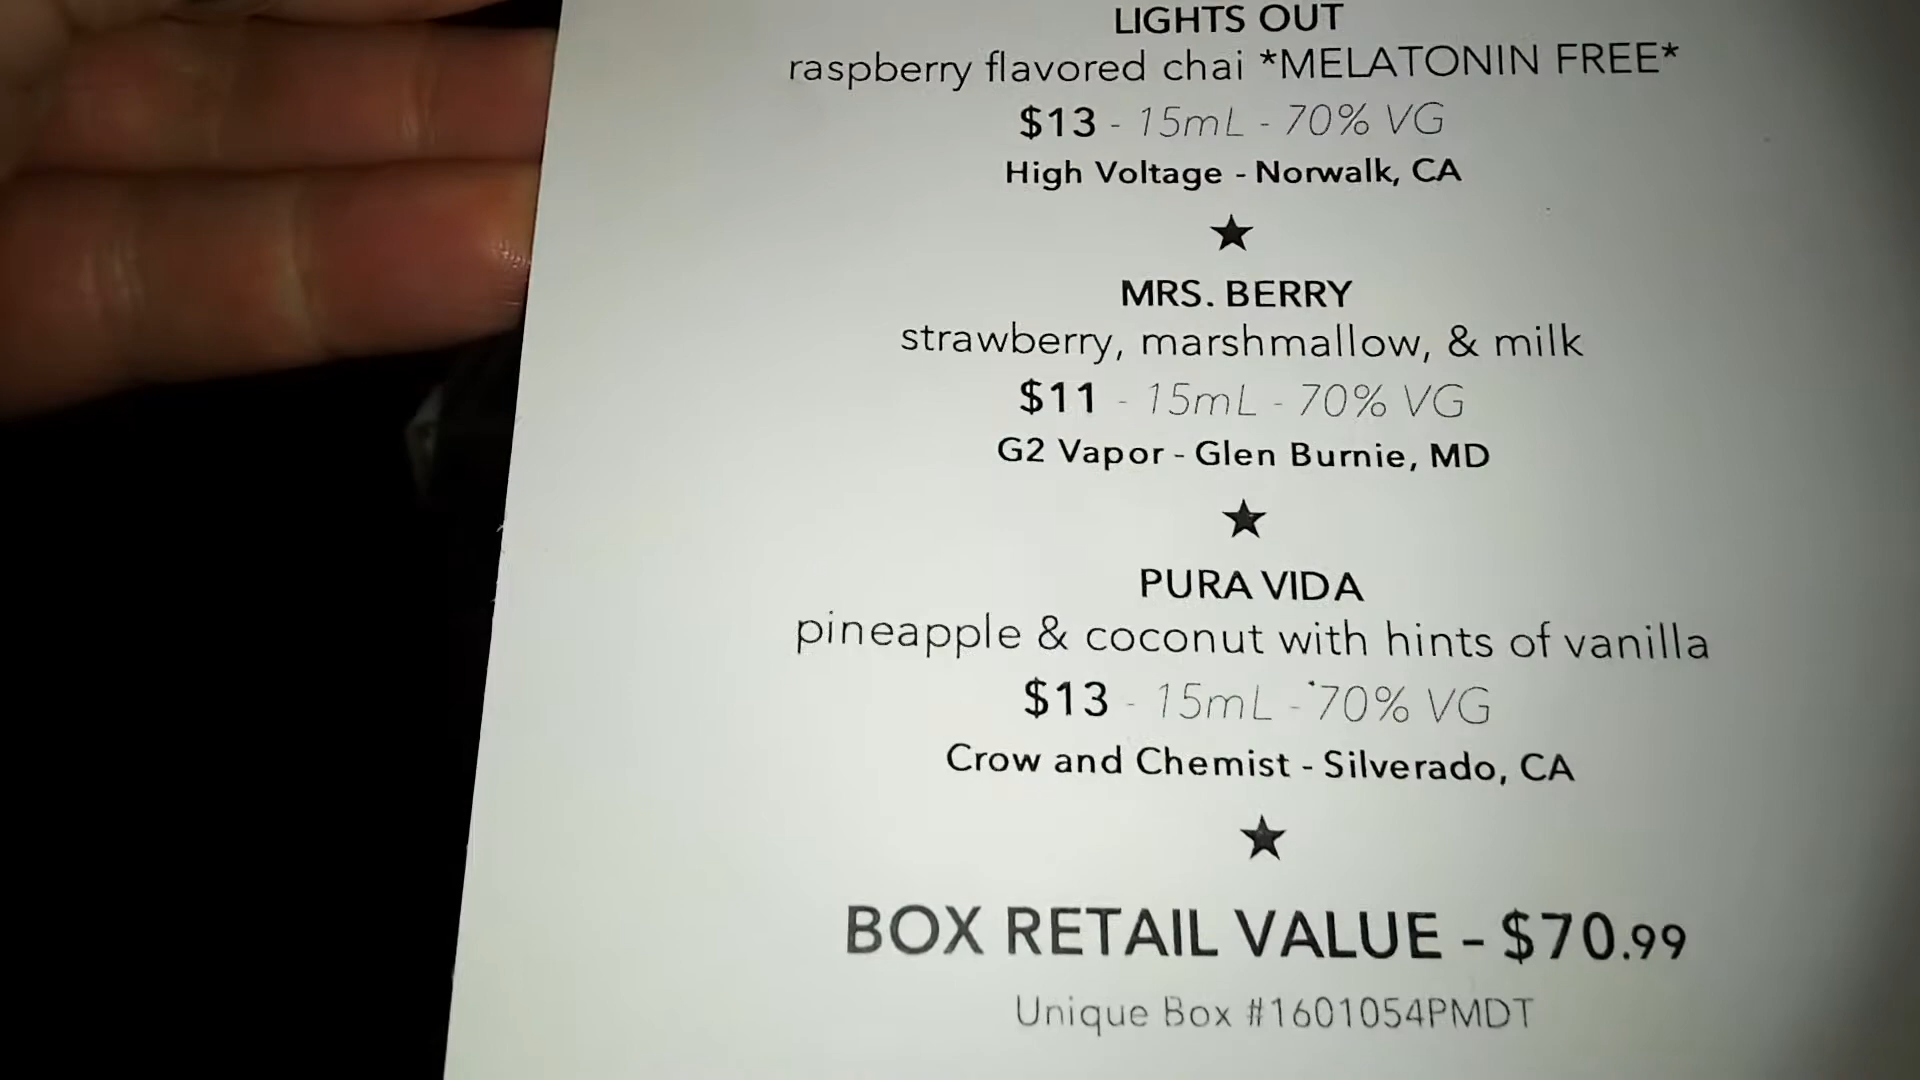 LIGHTS OUT
raspberry flavored chai *MELATONIN FREE*
$13 - 15mL - 70% VG
High Voltage - Norwalk, CA
★
MRS. BERRY
strawberry, marshmallow, & milk
$11 - 15mL - 70% VG
G2 Vapor - Glen Burnie, MD
★
PURA VIDA
pineapple & coconut with hints of vanilla
$13 - 15mL - 70% VG
Crow and Chemist - Silverado, CA
★
BOX RETAIL VALUE - $70.99
Unique Box #1601054PMDT